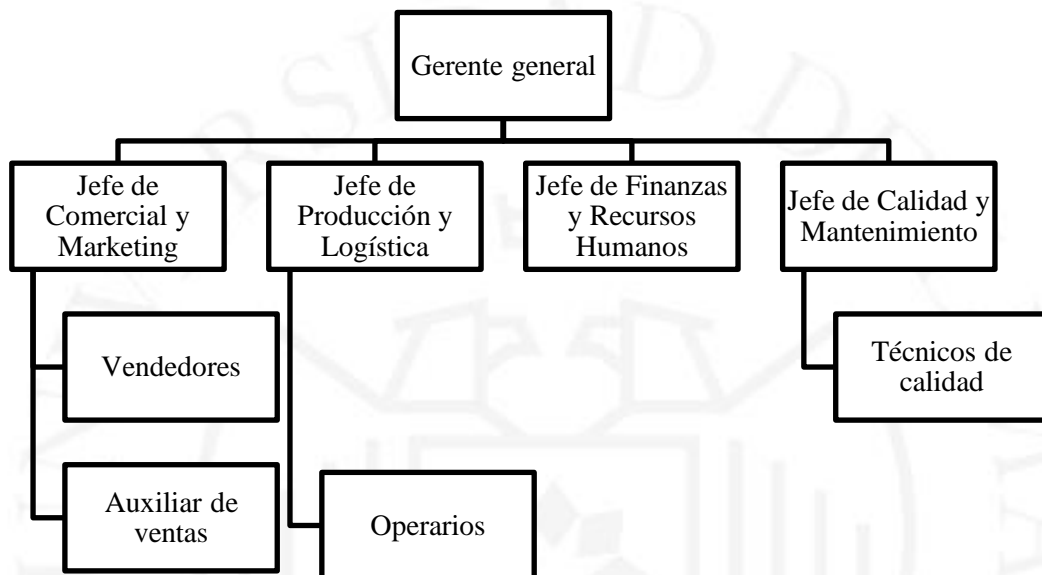 Gerente general
Jefe de
Comercial y
Marketing
Jefe de
Producción y
Logística
Jefe de Finanzas
y Recursos
Humanos
Jefe de Calidad y
Mantenimiento
Vendedores
Técnicos de
calidad
Auxiliar de
ventas
Operarios